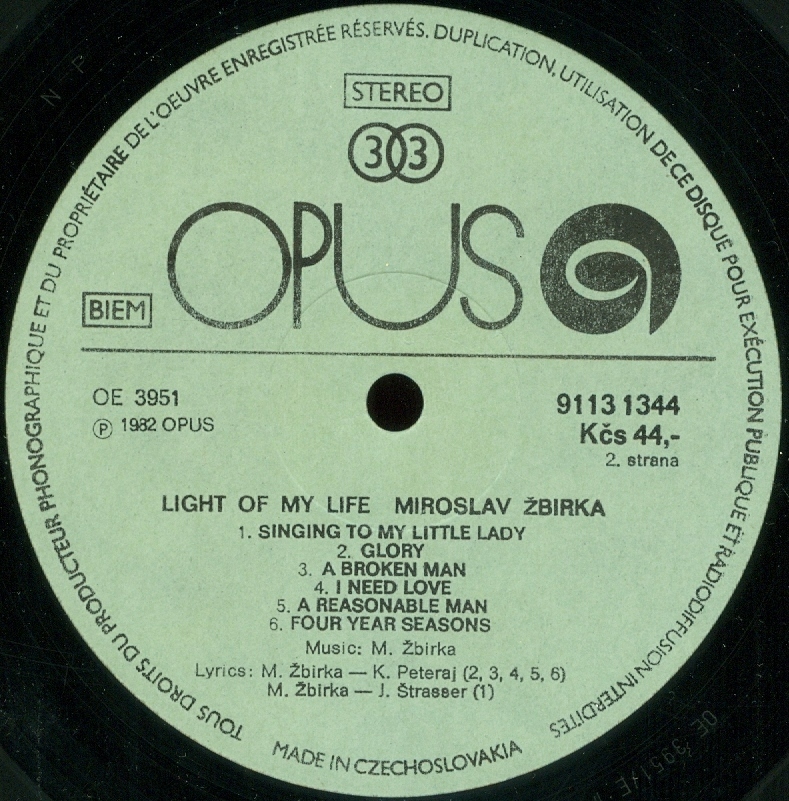 TOUS DROITS DU PRODUCTEUR PHONOGRAPHIQUE ET DU PROPRIÉTAIRE DE L'OEUVRE ENREGISTRÉE RÉSERVÉS. DUPLICATION, UTILISATION DE CE DISQUE POUR EXÉCUTION PUBLIQUE ET RADIODIFFUSION INTERDITES
STEREO
33
OPUS
BIEM
OE 3951
Ⓟ 1982 OPUS
9113 1344
Kčs 44,-
2. strana
LIGHT OF MY LIFE MIROSLAV ŽBIRKA
1. SINGING TO MY LITTLE LADY
2. GLORY
3. A BROKEN MAN
4. I NEED LOVE
5. A REASONABLE MAN
6. FOUR YEAR SEASONS
Music: M. Žbirka
Lyrics: M. Žbirka — K. Peteraj (2, 3, 4, 5, 6)
M. Žbirka — J. Štrasser (1)
MADE IN CZECHOSLOVAKIA